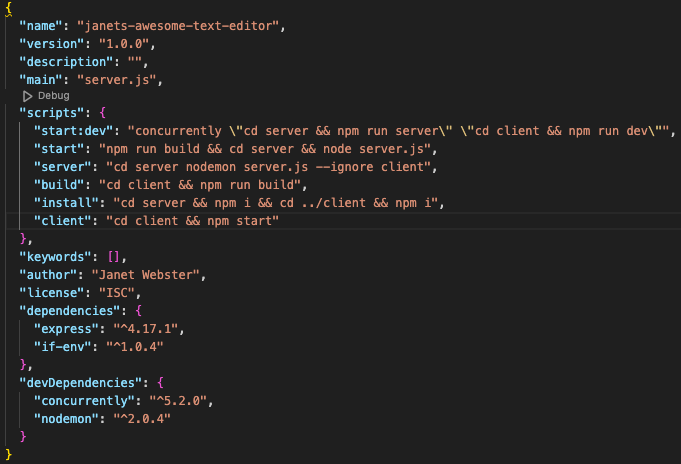 {
"name": "janets-awesome-text-editor",
"version": "1.0.0",
"description": "",
"main": "server.js",
Debug
"scripts": {
"start:dev": "concurrently \"cd server && npm run server\" \"cd client && npm run dev\"",
"start": "npm run build && cd server && node server.js",
"server": "cd server nodemon server.js --ignore client",
"build": "cd client && npm run build",
"install": "cd server && npm i && cd ../client && npm i",
"client": "cd client && npm start"
},
"keywords": [],
"author": "Janet Webster",
"license": "ISC",
"dependencies": {
"express": "^4.17.1",
"if-env": "^1.0.4"
},
"devDependencies": {
"concurrently": "^5.2.0",
"nodemon": "^2.0.4"
}
}